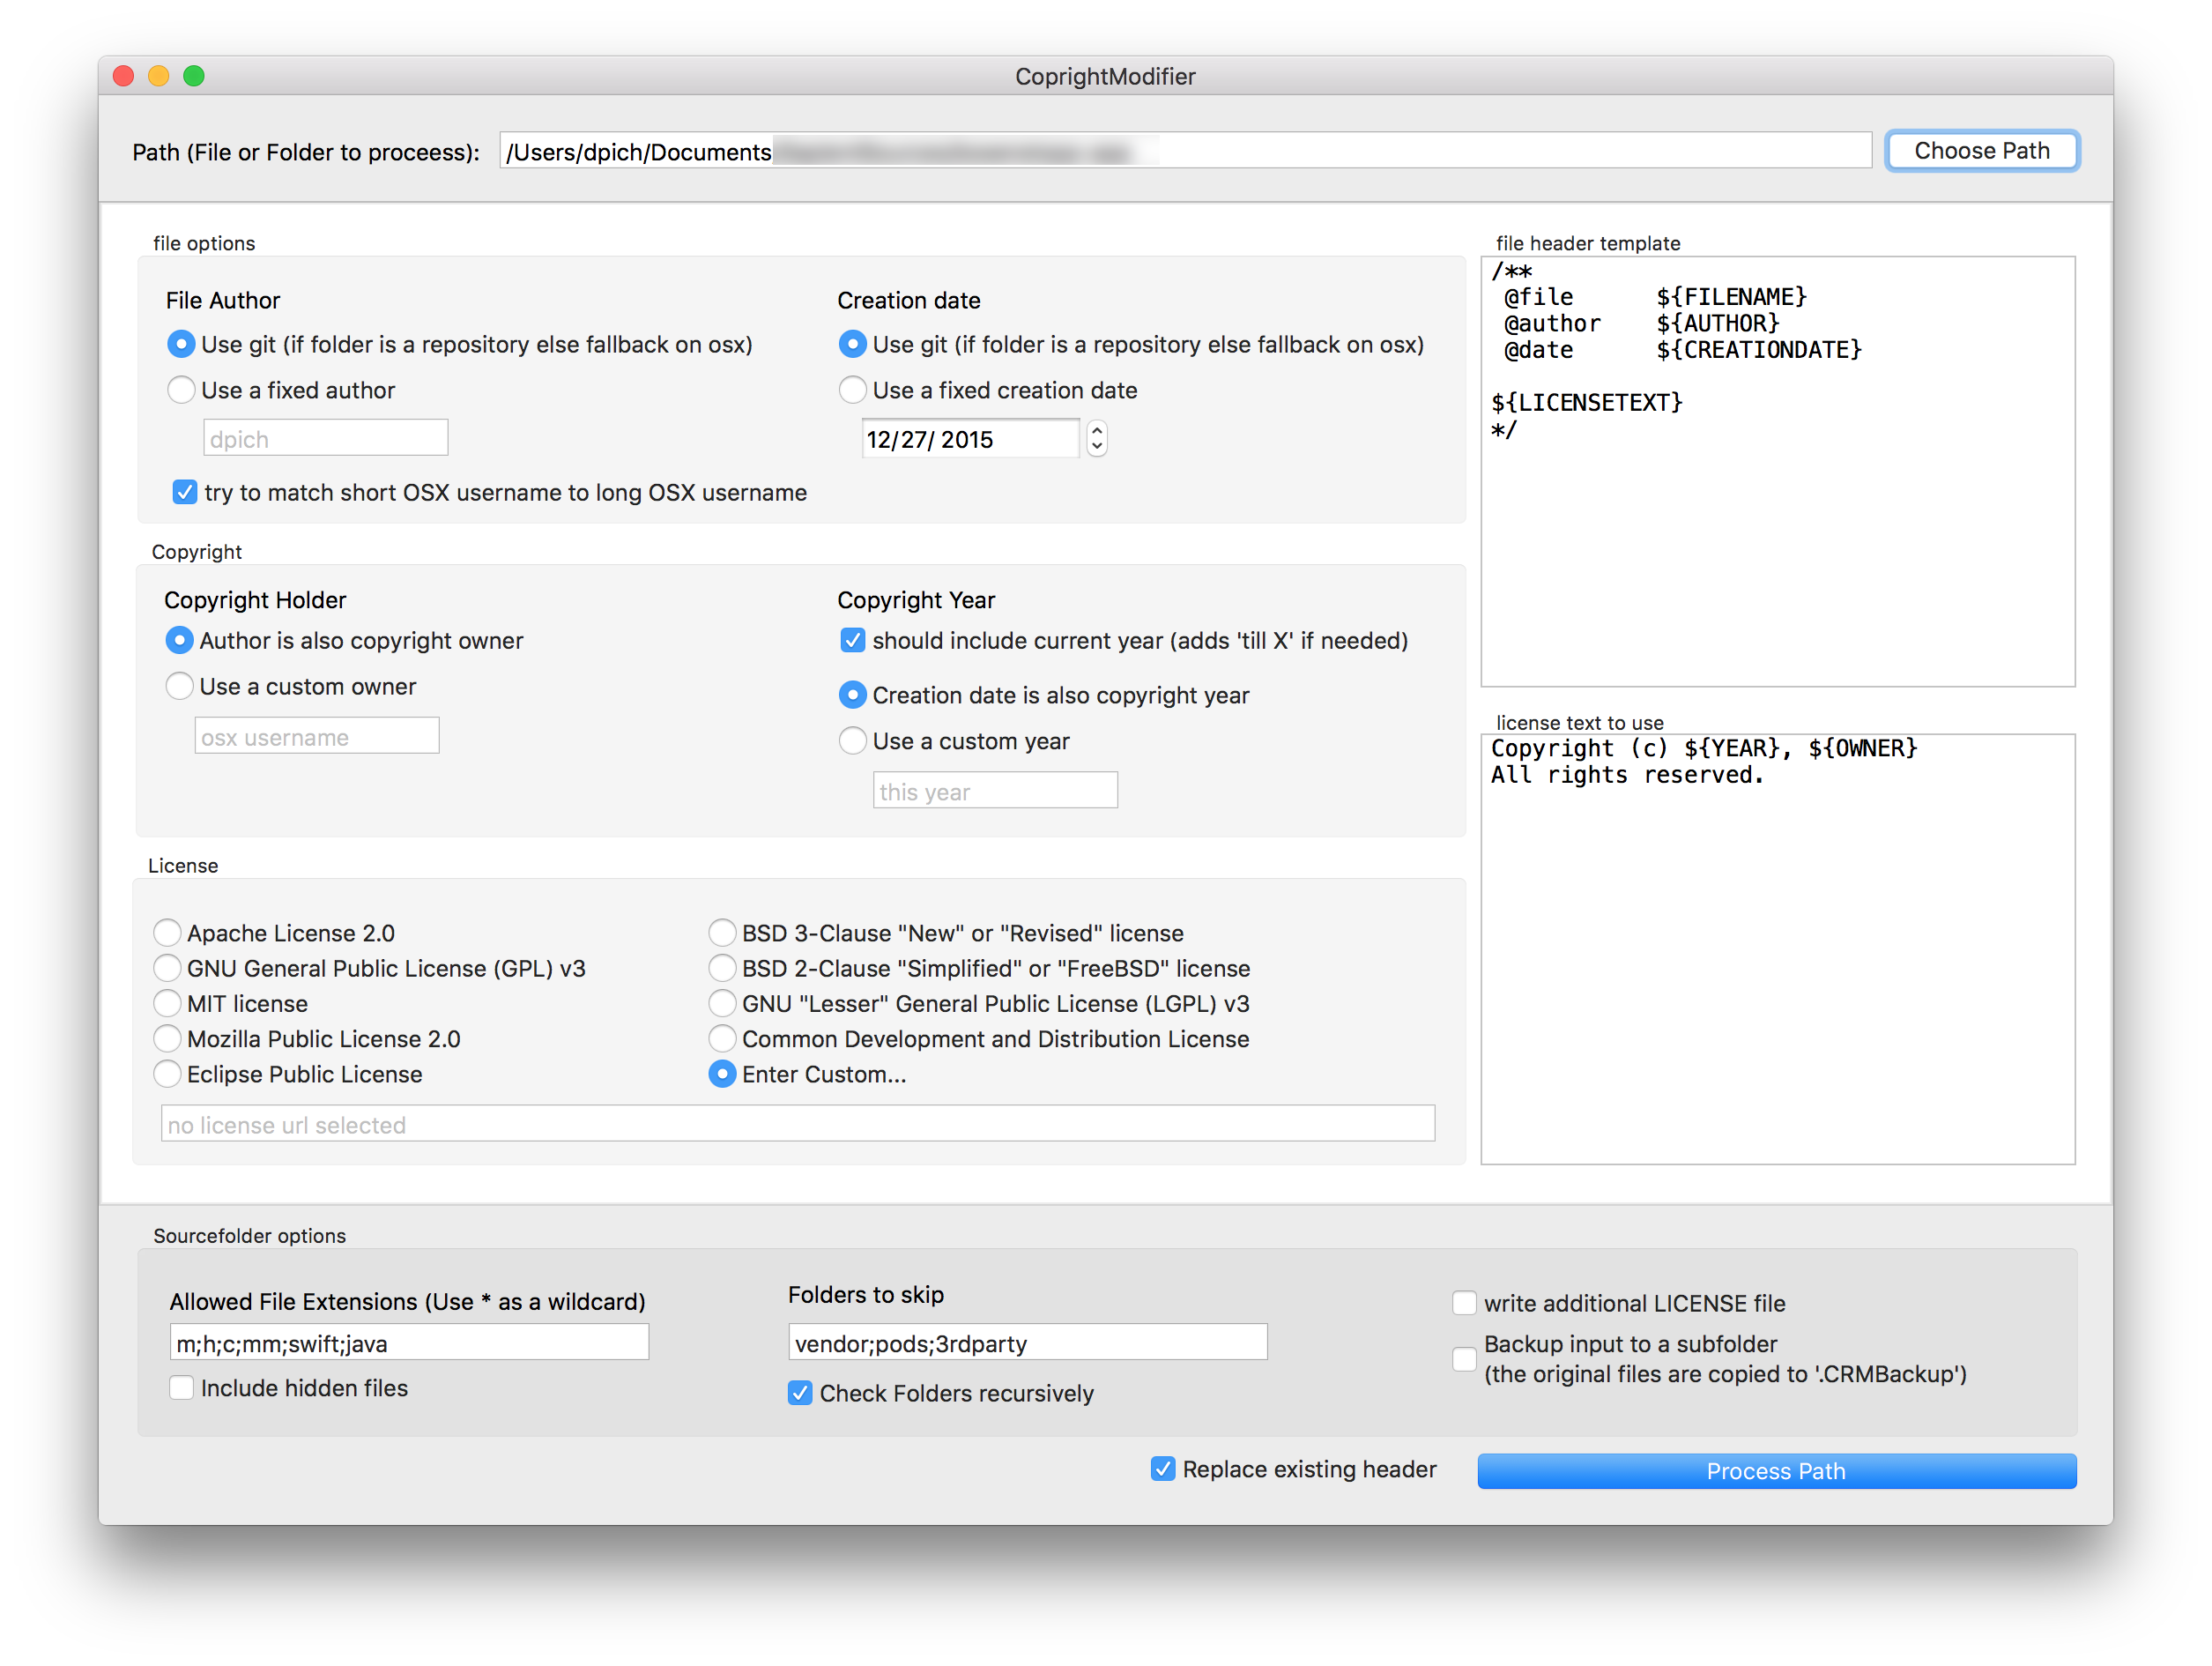 CoprightModifier
Path (File or Folder to proceess): /Users/dpich/Documents
Choose Path
file options
File Author
Use git (if folder is a repository else fallback on osx)
Use a fixed author
dpich
try to match short OSX username to long OSX username
Creation date
Use git (if folder is a repository else fallback on osx)
Use a fixed creation date
12/27/ 2015
file header template
/**
@file ${FILENAME}
@author ${AUTHOR}
@date ${CREATIONDATE}
${LICENSETEXT}
*/
Copyright
Copyright Holder
Author is also copyright owner
Use a custom owner
osx username
Copyright Year
should include current year (adds 'till X' if needed)
Creation date is also copyright year
Use a custom year
this year
license text to use
Copyright (c) ${YEAR}, ${OWNER}
All rights reserved.
License
Apache License 2.0
GNU General Public License (GPL) v3
MIT license
Mozilla Public License 2.0
Eclipse Public License
BSD 3-Clause "New" or "Revised" license
BSD 2-Clause "Simplified" or "FreeBSD" license
GNU "Lesser" General Public License (LGPL) v3
Common Development and Distribution License
Enter Custom...
no license url selected
Sourcefolder options
Allowed File Extensions (Use * as a wildcard)
m;h;c;mm;swift;java
Include hidden files
Folders to skip
vendor;pods;3rdparty
Check Folders recursively
write additional LICENSE file
Backup input to a subfolder
(the original files are copied to '.CRMBackup')
Replace existing header
Process Path